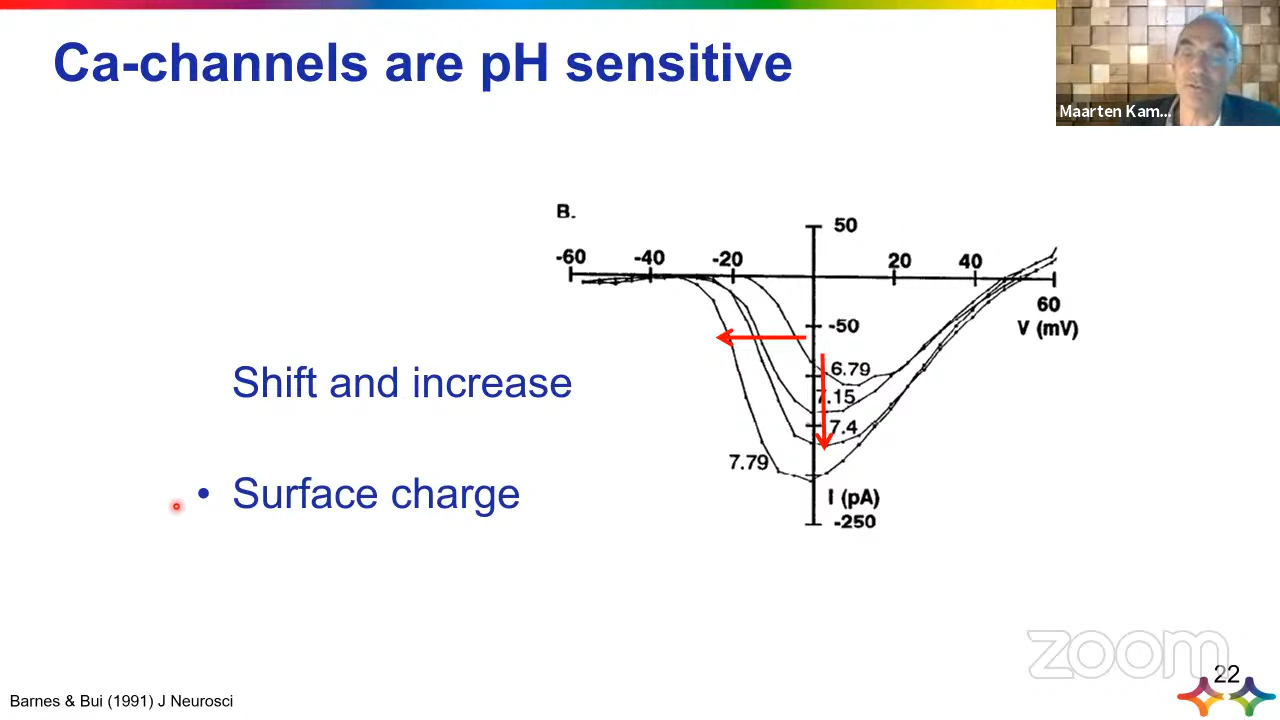 Ca-channels are pH sensitive
Maarten Kam...
B.
50
-60
-40
-20
20
40
60
V (mV)
-50
6.79
7.15
7.4
7.79
I (pA)
-250
Shift and increase
• Surface charge
zoom
22
Barnes & Bui (1991) J Neurosci